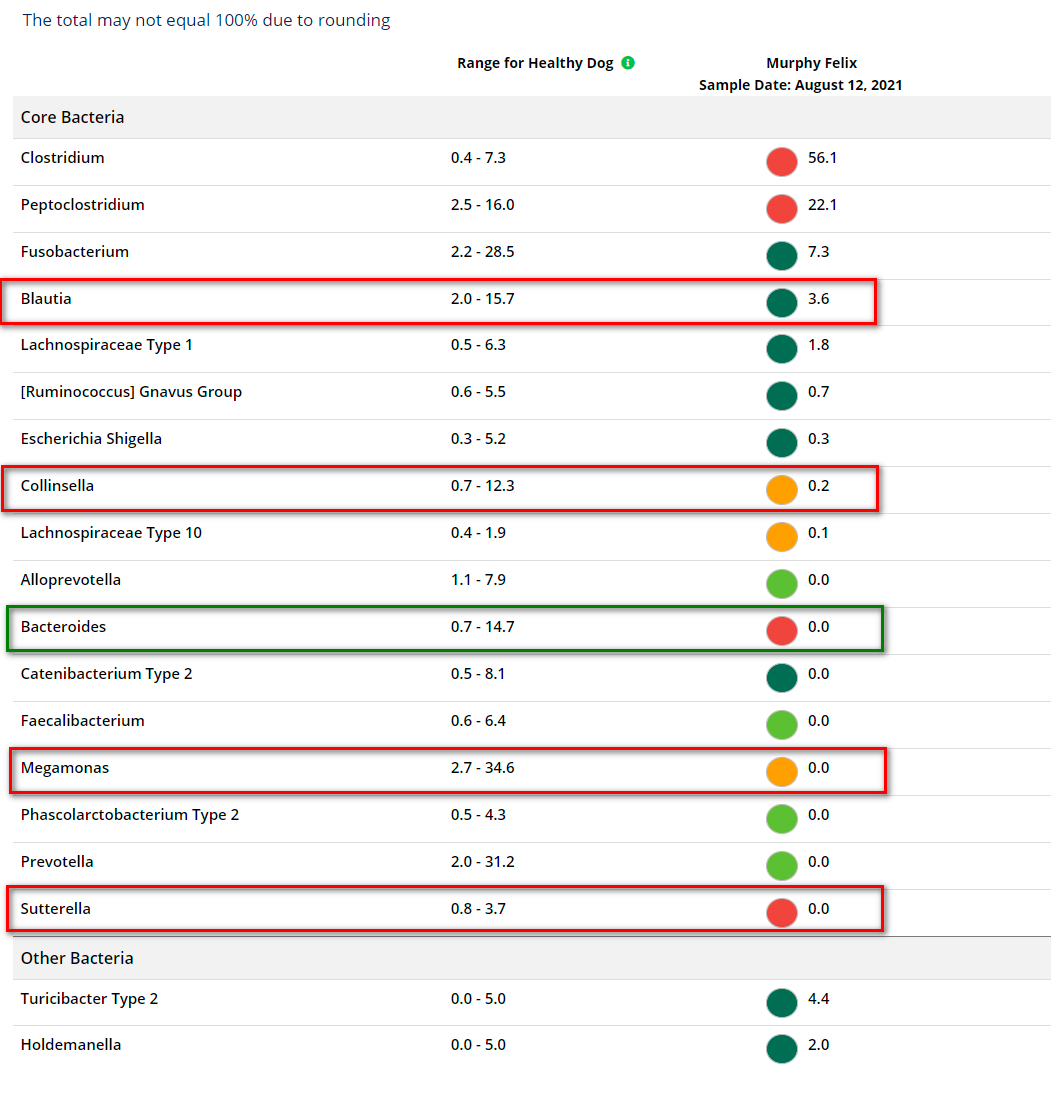 The total may not equal 100% due to rounding
Range for Healthy Dog i Murphy Felix
Sample Date: August 12, 2021
Core Bacteria
Clostridium 0.4 - 7.3 56.1
Peptoclostridium 2.5 - 16.0 22.1
Fusobacterium 2.2 - 28.5 7.3
Blautia 2.0 - 15.7 3.6
Lachnospiraceae Type 1 0.5 - 6.3 1.8
[Ruminococcus] Gnavus Group 0.6 - 5.5 0.7
Escherichia Shigella 0.3 - 5.2 0.3
Collinsella 0.7 - 12.3 0.2
Lachnospiraceae Type 10 0.4 - 1.9 0.1
Alloprevotella 1.1 - 7.9 0.0
Bacteroides 0.7 - 14.7 0.0
Catenibacterium Type 2 0.5 - 8.1 0.0
Faecalibacterium 0.6 - 6.4 0.0
Megamonas 2.7 - 34.6 0.0
Phascolarctobacterium Type 2 0.5 - 4.3 0.0
Prevotella 2.0 - 31.2 0.0
Sutterella 0.8 - 3.7 0.0
Other Bacteria
Turicibacter Type 2 0.0 - 5.0 4.4
Holdemanella 0.0 - 5.0 2.0